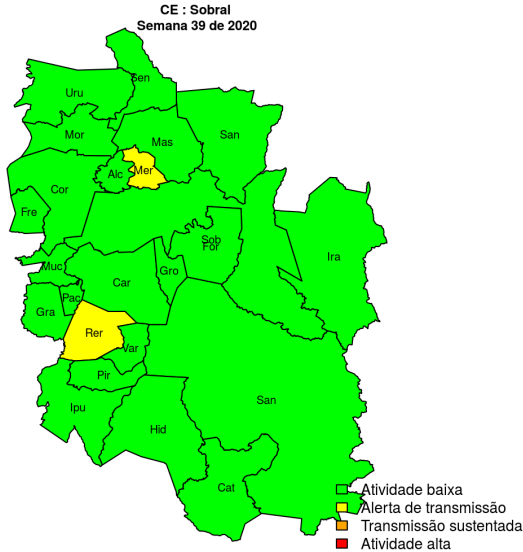 CE : Sobral
Semana 39 de 2020
Sen
Uru
Mor
Mas
San
Alc
Mer
Cor
Fre
Sob
For
Ira
Muc
Gro
Car
Pac
Gra
Rer
Var
Pir
San
Ipu
Hid
Cat
Atividade baixa
Alerta de transmissão
Transmissão sustentada
Atividade alta